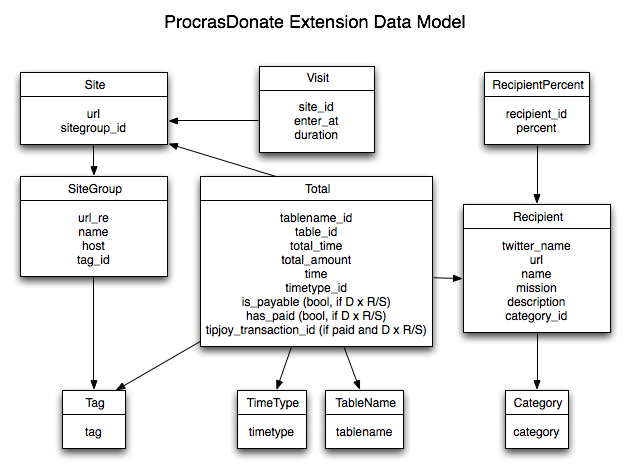 ProcrasDonate Extension Data Model
Site
url
sitegroup_id
Visit
site_id
enter_at
duration
RecipientPercent
recipient_id
percent
SiteGroup
url_re
name
host
tag_id
Total
tablename_id
table_id
total_time
total_amount
time
timetype_id
is_payable (bool, if D x R/S)
has_paid (bool, if D x R/S)
tipjoy_transaction_id (if paid and D x R/S)
Recipient
twitter_name
url
name
mission
description
category_id
Tag
tag
TimeType
timetype
TableName
tablename
Category
category